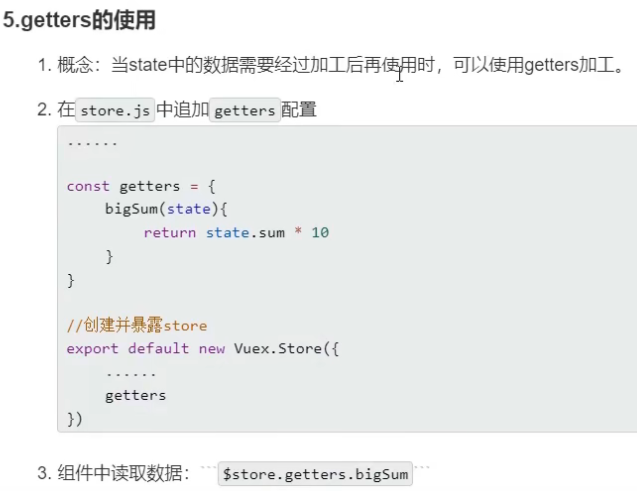 5.getters的使用
1. 概念：当state中的数据需要经过加工后再使用时，可以使用getters加工。
2. 在store.js中追加getters配置
......
const getters = {
    bigSum(state){
        return state.sum * 10
    }
}
//创建并暴露store
export default new Vuex.Store({
    ......
    getters
})
3. 组件中读取数据：```$store.getters.bigSum```